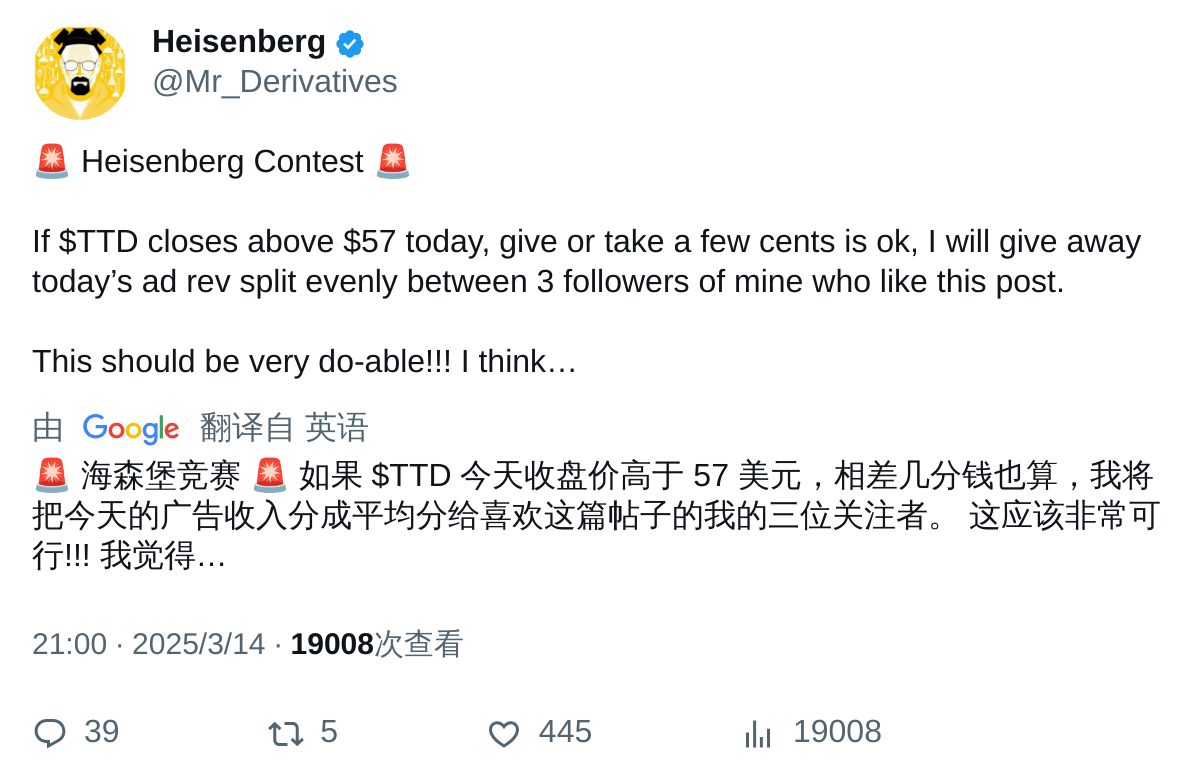 Heisenberg
@Mr_Derivatives
🚨 Heisenberg Contest 🚨
If $TTD closes above $57 today, give or take a few cents is ok, I will give away
today’s ad rev split evenly between 3 followers of mine who like this post.
This should be very do-able!!! I think…
由 Google 翻译自 英语
🚨 海森堡竞赛 🚨 如果 $TTD 今天收盘价高于 57 美元，相差几分钱也算，我将
把今天的广告收入分成平均分给喜欢这篇帖子的我的三位关注者。 这应该非常可
行!!! 我觉得…
21:00 · 2025/3/14 · 19008次查看
39 5 445 19008